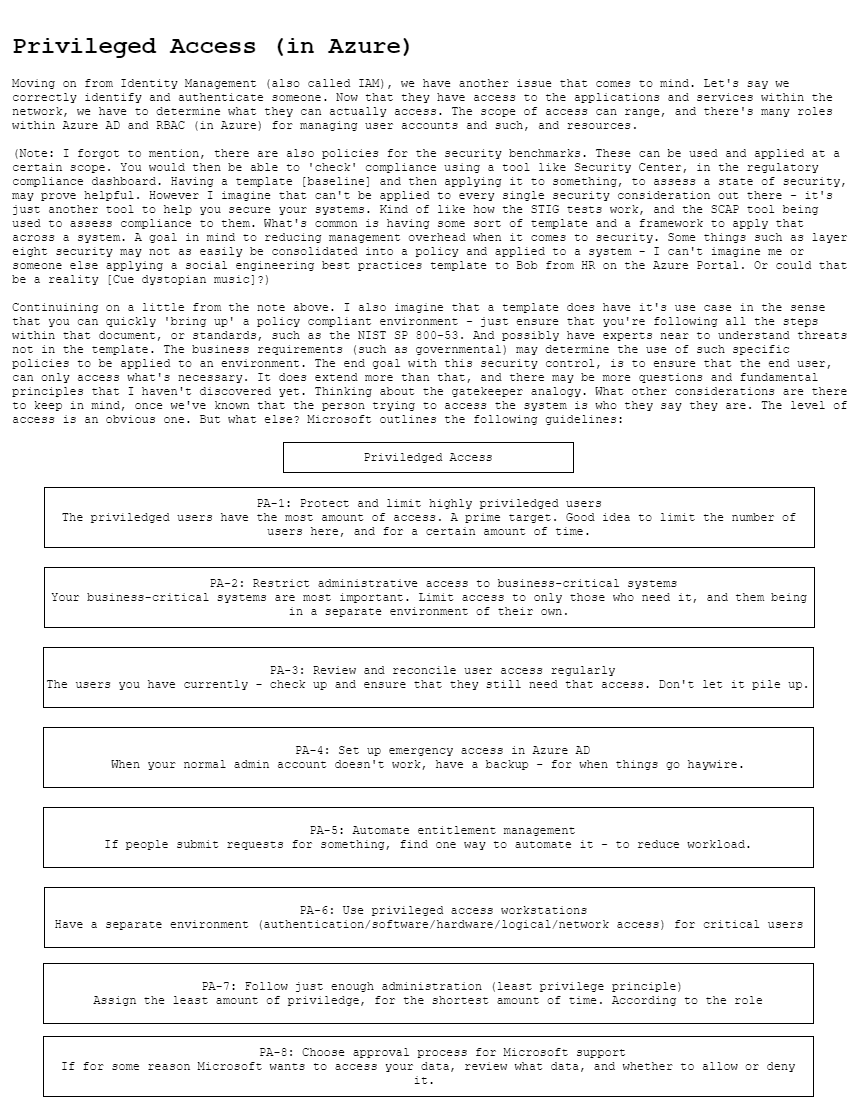 Privileged Access (in Azure)
Moving on from Identity Management (also called IAM), we have another issue that comes to mind. Let's say we
correctly identify and authenticate someone. Now that they have access to the applications and services within the
network, we have to determine what they can actually access. The scope of access can range, and there's many roles
within Azure AD and RBAC (in Azure) for managing user accounts and such, and resources.
(Note: I forgot to mention, there are also policies for the security benchmarks. These can be used and applied at a
certain scope. You would then be able to 'check' compliance using a tool like Security Center, in the regulatory
compliance dashboard. Having a template [baseline] and then applying it to something, to assess a state of security,
may prove helpful. However I imagine that can't be applied to every single security consideration out there - it's
just another tool to help you secure your systems. Kind of like how the STIG tests work, and the SCAP tool being
used to assess compliance to them. What's common is having some sort of template and a framework to apply that
across a system. A goal in mind to reducing management overhead when it comes to security. Some things such as layer
eight security may not as easily be consolidated into a policy and applied to a system - I can't imagine me or
someone else applying a social engineering best practices template to Bob from HR on the Azure Portal. Or could that
be a reality [Cue dystopian music]?)
Continuining on a little from the note above. I also imagine that a template does have it's use case in the sense
that you can quickly 'bring up' a policy compliant environment - just ensure that you're following all the steps
within that document, or standards, such as the NIST SP 800-53. And possibly have experts near to understand threats
not in the template. The business requirements (such as governmental) may determine the use of such specific
policies to be applied to an environment. The end goal with this security control, is to ensure that the end user,
can only access what's necessary. It does extend more than that, and there may be more questions and fundamental
principles that I haven't discovered yet. Thinking about the gatekeeper analogy. What other considerations are there
to keep in mind, once we've known that the person trying to access the system is who they say they are. The level of
access is an obvious one. But what else? Microsoft outlines the following guidelines:
Priviledged Access
PA-1: Protect and limit highly priviledged users
The priviledged users have the most amount of access. A prime target. Good idea to limit the number of
users here, and for a certain amount of time.
PA-2: Restrict administrative access to business-critical systems
Your business-critical systems are most important. Limit access to only those who need it, and them being
in a separate environment of their own.
PA-3: Review and reconcile user access regularly
The users you have currently - check up and ensure that they still need that access. Don't let it pile up.
PA-4: Set up emergency access in Azure AD
When your normal admin account doesn't work, have a backup - for when things go haywire.
PA-5: Automate entitlement management
If people submit requests for something, find one way to automate it - to reduce workload.
PA-6: Use privileged access workstations
Have a separate environment (authentication/software/hardware/logical/network access) for critical users
PA-7: Follow just enough administration (least privilege principle)
Assign the least amount of priviledge, for the shortest amount of time. According to the role
PA-8: Choose approval process for Microsoft support
If for some reason Microsoft wants to access your data, review what data, and whether to allow or deny
it.